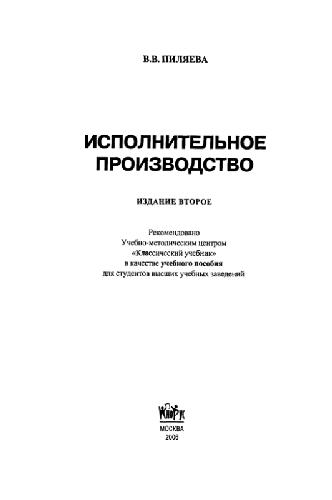 В.В. ПИЛЯЕВА
ИСПОЛНИТЕЛЬНОЕ
ПРОИЗВОДСТВО
ИЗДАНИЕ ВТОРОЕ
Рекомендовано
Учебно-методическим центром
«Классический учебник»
в качестве учебного пособия
для студентов высших учебных заведений
МОСКВА